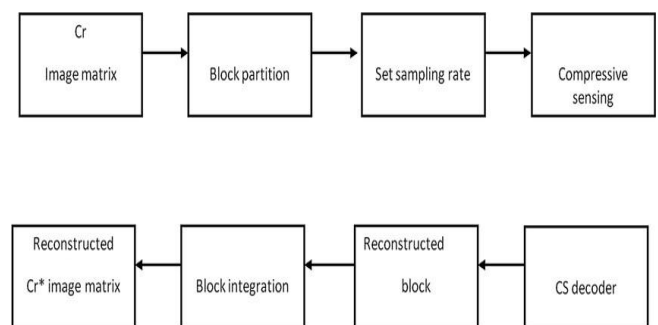 Cr
Image matrix
Block partition
Set sampling rate
Compressive
sensing
Reconstructed
Cr* image matrix
Block integration
Reconstructed
block
CS decoder